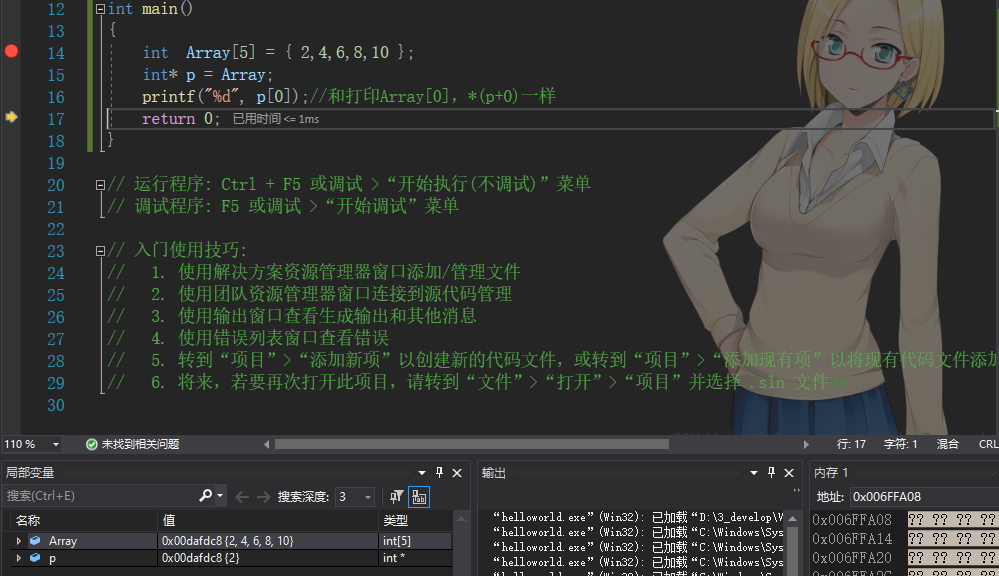 12 int main()
13 {
14 int Array[5] = { 2,4,6,8,10 };
15 int* p = Array;
16 printf("%d", p[0]);//和打印Array[0], *(p+0)一样
17 return 0; 已用时间 <= 1ms
18 }
19
20 // 运行程序: Ctrl + F5 或调试 >“开始执行(不调试)”菜单
21 // 调试程序: F5 或调试 >“开始调试”菜单
22
23 // 入门使用技巧:
24 // 1. 使用解决方案资源管理器窗口添加/管理文件
25 // 2. 使用团队资源管理器窗口连接到源代码管理
26 // 3. 使用输出窗口查看生成输出和其他消息
27 // 4. 使用错误列表窗口查看错误
28 // 5. 转到“项目”>“添加新项”以创建新的代码文件, 或转到“项目”>“添加现有项”以将现有代码文件添加
29 // 6. 将来, 若要再次打开此项目, 请转到“文件”>“打开”>“项目”并选择 .sln 文件
30
110 % 未找到相关问题 行: 17 字符: 1 混合 CRL
局部变量 输出 内存 1
搜索(Ctrl+E) 搜索深度: 3 地址: 0x006FFA08
名称 值 类型
Array 0x00dafdc8 {2, 4, 6, 8, 10} int[5]
p 0x00dafdc8 {2} int *
“helloworld.exe”(Win32): 已加载“D:\3_develop\V
“helloworld.exe”(Win32): 已加载“C:\Windows\Sys
“helloworld.exe”(Win32): 已加载“C:\Windows\Sys
“helloworld.exe”(Win32): 已加载“C:\Windows\Sys
0x006FFA08 ?? ?? ?? ??
0x006FFA14 ?? ?? ?? ??
0x006FFA20 ?? ?? ?? ??